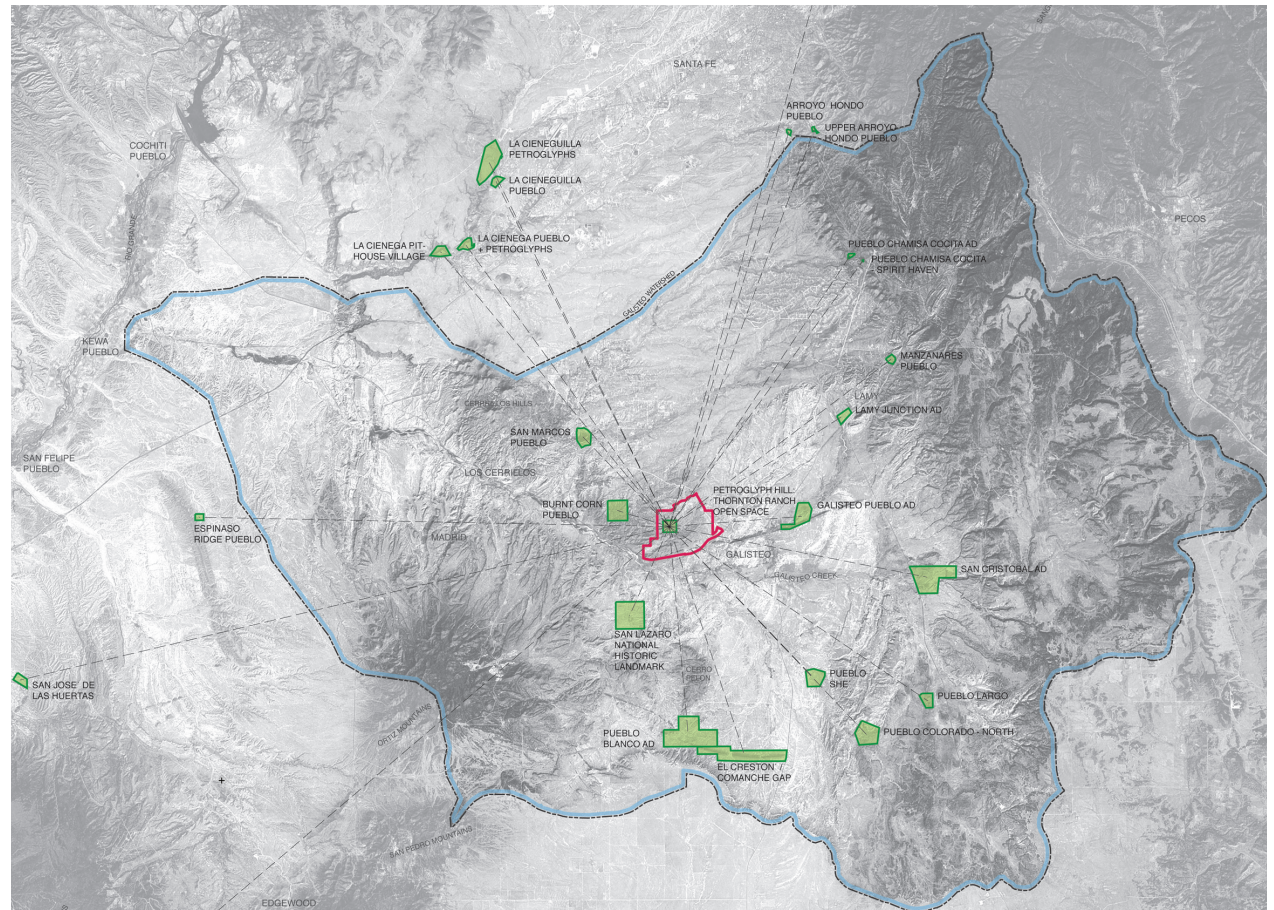 SANTA FE
ARROYO HONDO
PUEBLO
UPPER ARROYO
HONDO PUEBLO
COCHITI
PUEBLO
LA CIENEGUILLA
PETROGLYPHS
LA CIENEGUILLA
PUEBLO
RIO GRANDE
PECOS
LA CIENEGA PIT-
HOUSE VILLAGE
LA CIENEGA PUEBLO
+ PETROGLYPHS
PUEBLO CHAMISA COCITA AD
PUEBLO CHAMISA COCITA
- SPIRIT HAVEN
GALISTEO WATERSHED
KEWA
PUEBLO
MANZANARES
PUEBLO
LAMY
LAMY JUNCTION AD
CERRILLOS HILLS
SAN MARCOS
PUEBLO
SAN FELIPE
PUEBLO
LOS CERRILLOS
PETROGLYPH HILL:
THORNTON RANCH
OPEN SPACE
BURNT CORN
PUEBLO
GALISTEO PUEBLO AD
ESPINASO
RIDGE PUEBLO
MADRID
GALISTEO
GALISTEO CREEK
SAN CRISTOBAL AD
SAN LAZARO
NATIONAL
HISTORIC
LANDMARK
CERRO
PELON
PUEBLO
SHE
SAN JOSE DE
LAS HUERTAS
PUEBLO LARGO
ORTIZ MOUNTAINS
PUEBLO
BLANCO AD
PUEBLO COLORADO - NORTH
EL CRESTON /
COMANCHE GAP
SAN PEDRO MOUNTAINS
EDGEWOOD